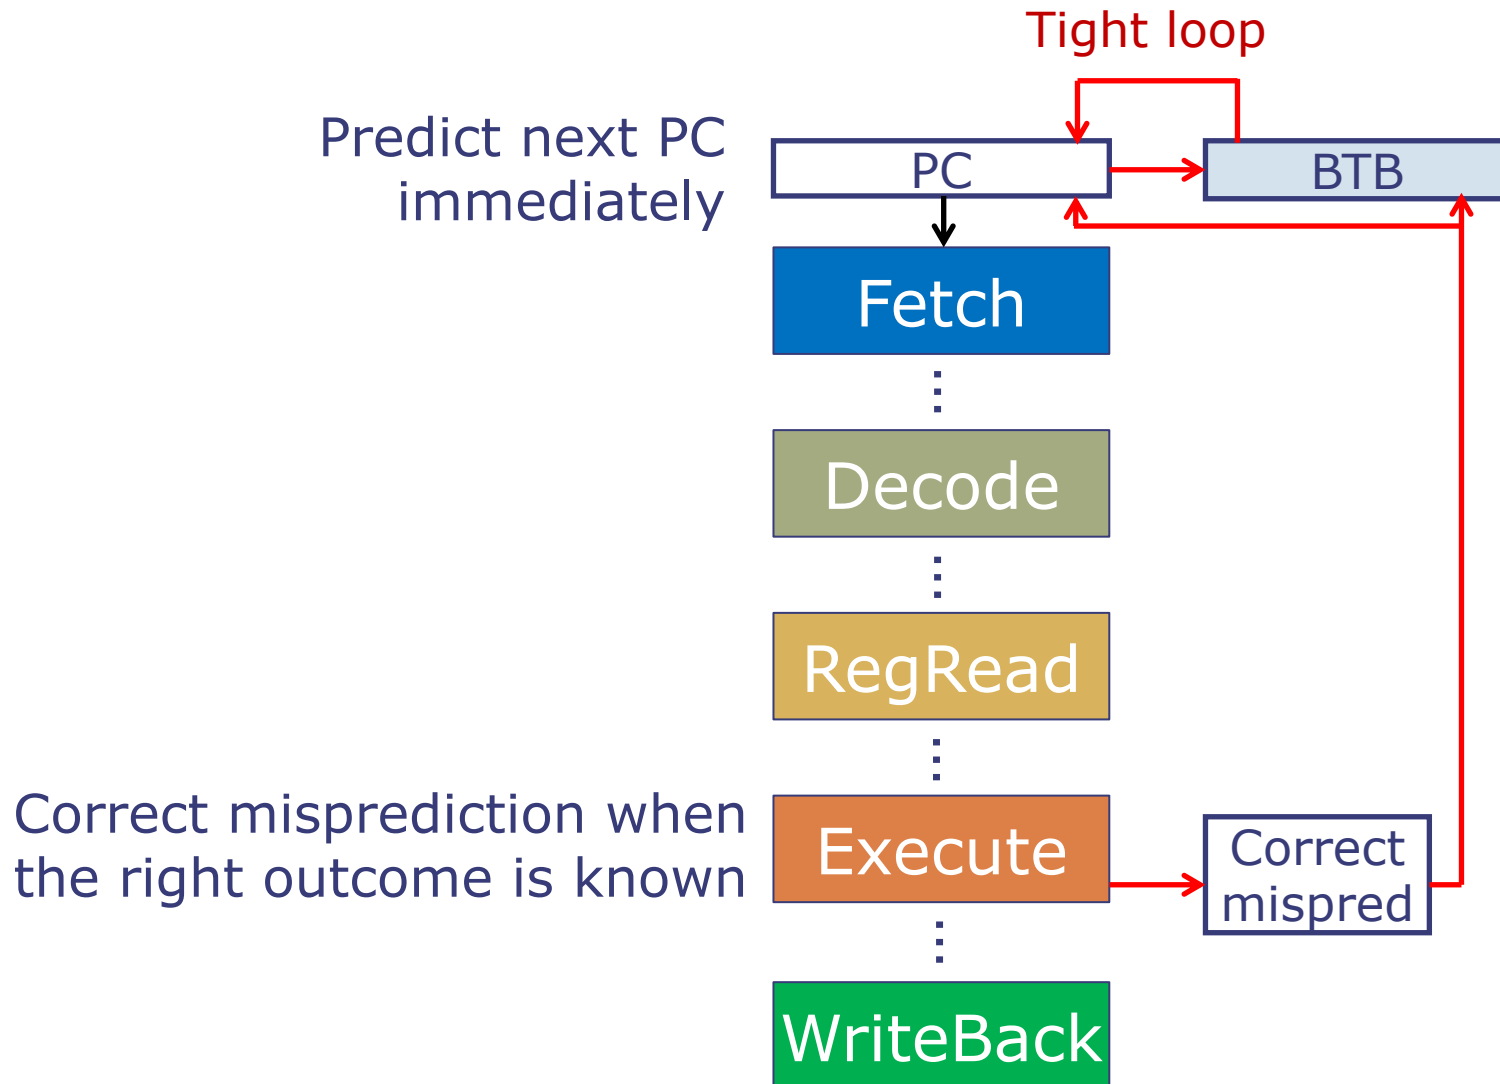 Tight loop
Predict next PC
immediately
PC
BTB
Fetch
Decode
RegRead
Correct misprediction when
the right outcome is known
Execute
Correct
mispred
WriteBack